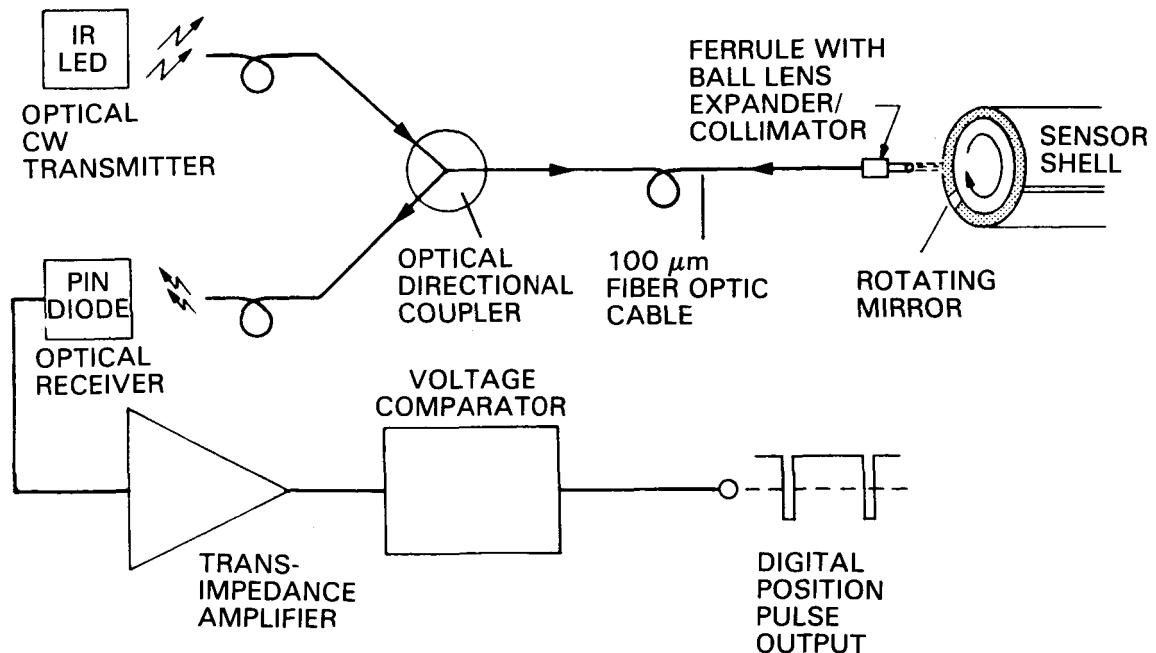 IR
LED
OPTICAL
CW
TRANSMITTER
FERRULE WITH
BALL LENS
EXPANDER/
COLLIMATOR
SENSOR
SHELL
OPTICAL
DIRECTIONAL
COUPLER
100 μm
FIBER OPTIC
CABLE
ROTATING
MIRROR
PIN
DIODE
OPTICAL
RECEIVER
VOLTAGE
COMPARATOR
TRANS-
IMPEDANCE
AMPLIFIER
DIGITAL
POSITION
PULSE
OUTPUT